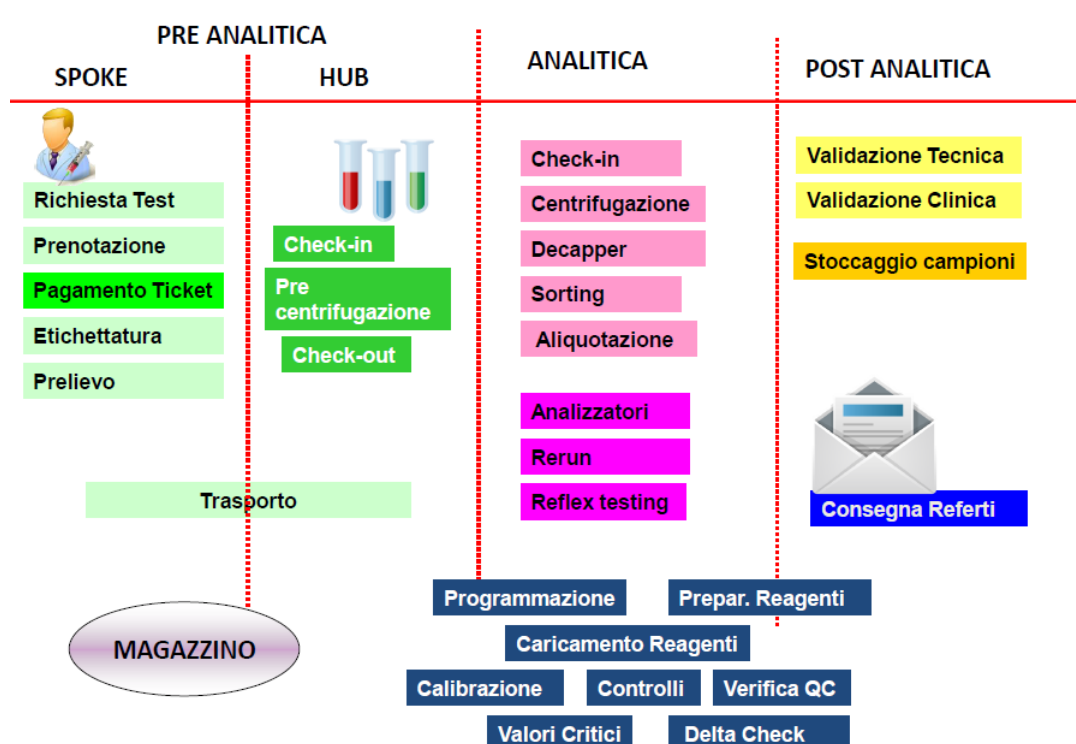 PRE ANALITICA
SPOKE
HUB
ANALITICA
POST ANALITICA
Richiesta Test
Prenotazione
Pagamento Ticket
Etichettatura
Prelievo
Check-in
Pre
centrifugazione
Check-out
Trasporto
Check-in
Centrifugazione
Decapper
Sorting
Aliquotazione
Analizzatori
Rerun
Reflex testing
Validazione Tecnica
Validazione Clinica
Stoccaggio campioni
Consegna Referti
MAGAZZINO
Programmazione
Prepar. Reagenti
Caricamento Reagenti
Calibrazione
Controlli
Verifica QC
Valori Critici
Delta Check